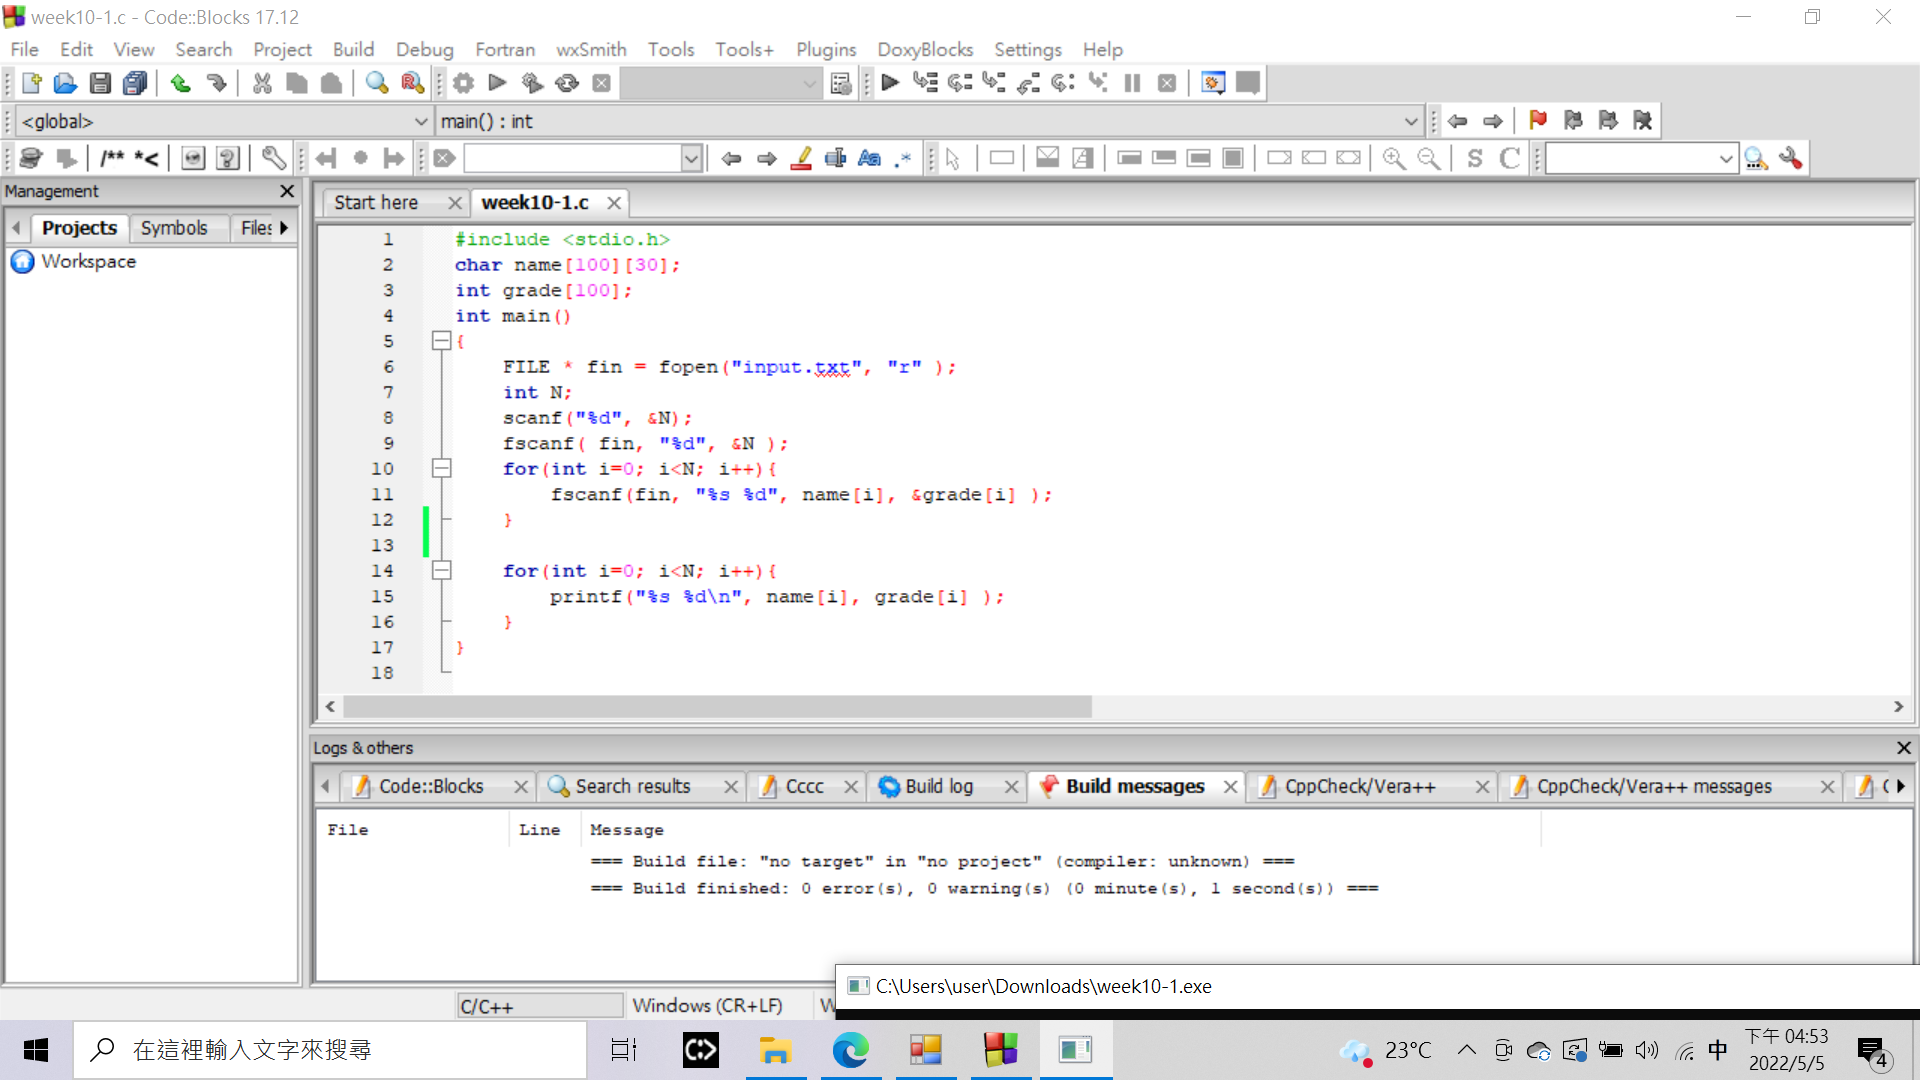 week10-1.c - Code::Blocks 17.12
File Edit View Search Project Build Debug Fortran wxSmith Tools Tools+ Plugins DoxyBlocks Settings Help
<global> main() : int
/** *<
S C
Management
Start here week10-1.c
Projects Symbols Files
Workspace
1 #include <stdio.h>
2 char name[100][30];
3 int grade[100];
4 int main()
5 {
6 FILE * fin = fopen("input.txt", "r" );
7 int N;
8 scanf("%d", &N);
9 fscanf( fin, "%d", &N );
10 for(int i=0; i<N; i++){
11 fscanf(fin, "%s %d", name[i], &grade[i] );
12 }
13
14 for(int i=0; i<N; i++){
15 printf("%s %d\n", name[i], grade[i] );
16 }
17 }
18
Logs & others
Code::Blocks Search results Cccc Build log Build messages CppCheck/Vera++ CppCheck/Vera++ messages
File Line Message
=== Build file: "no target" in "no project" (compiler: unknown) ===
=== Build finished: 0 error(s), 0 warning(s) (0 minute(s), 1 second(s)) ===
C:\Users\user\Downloads\week10-1.exe
C/C++ Windows (CR+LF) W
在這裡輸入文字來搜尋
23°C 中 下午 04:53
2022/5/5
4